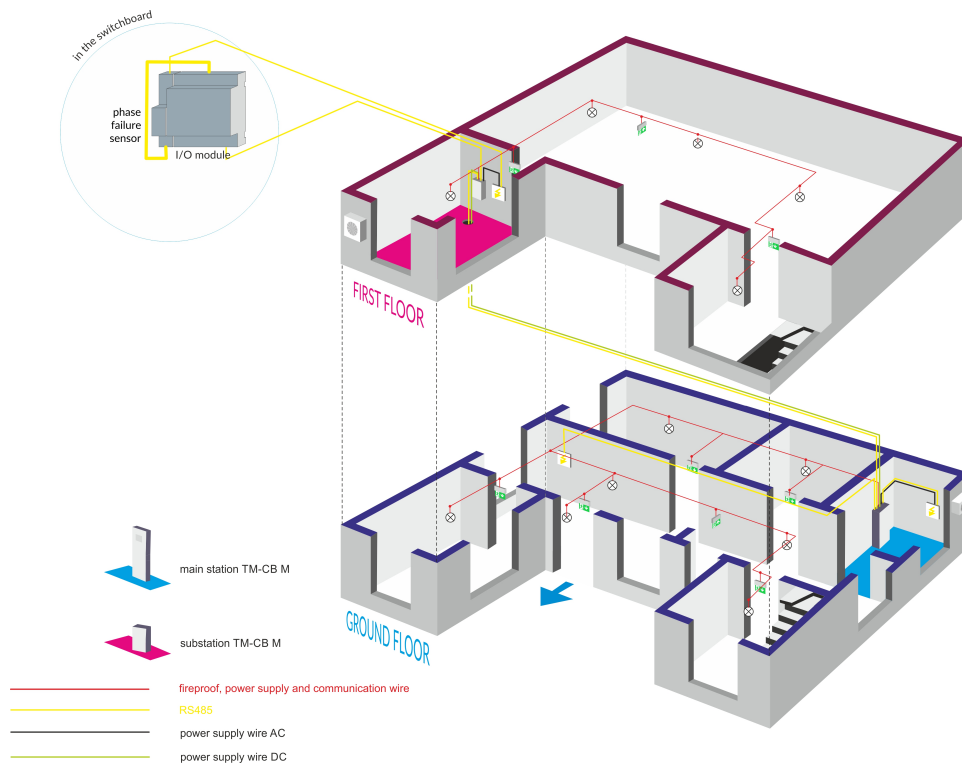 in the switchboard
phase
failure
sensor
I/O module
FIRST FLOOR
GROUND FLOOR
main station TM-CB M
substation TM-CB M
fireproof, power supply and communication wire
RS485
power supply wire AC
power supply wire DC